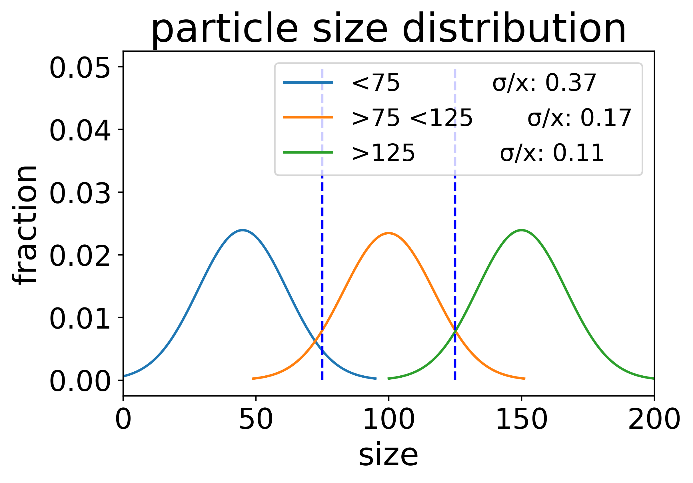 particle size distribution
0.05
0.04
0.03
0.02
0.01
0.00
fraction
<75 σ/x: 0.37
>75 <125 σ/x: 0.17
>125 σ/x: 0.11
0 50 100 150 200
size